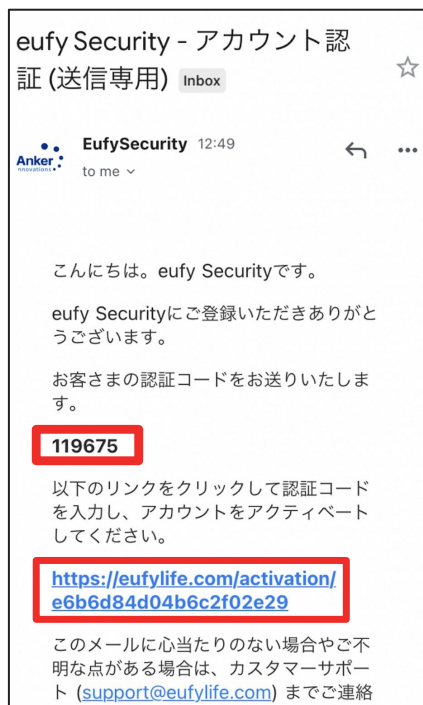 eufy Security - アカウント認
証 (送信専用) Inbox
EufySecurity 12:49
Anker
nnovations
to me
こんにちは。eufy Securityです。
eufy Securityにご登録いただきありがと
うございます。
お客さまの認証コードをお送りいたしま
す。
119675
以下のリンクをクリックして認証コード
を入力し、アカウントをアクティベート
してください。
https://eufylife.com/activation/
e6b6d84d04b6c2f02e29
このメールに心当たりのない場合やご不
明な点がある場合は、カスタマーサポー
ト (support@eufylife.com) までご連絡